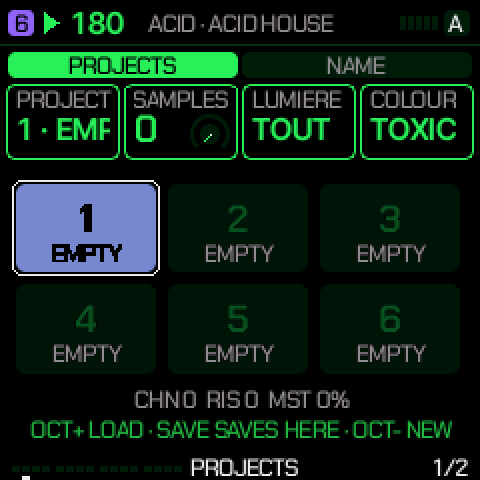 6 180 ACID · ACID HOUSE A
PROJECTS NAME
PROJECT SAMPLES LUMIERE COLOUR
1 · EMP 0 TOUT TOXIC
1 2 3
EMPTY EMPTY EMPTY
4 5 6
EMPTY EMPTY EMPTY
CHN 0 RIS 0 MST 0%
OCT+ LOAD · SAVE SAVES HERE · OCT- NEW
PROJECTS 1/2